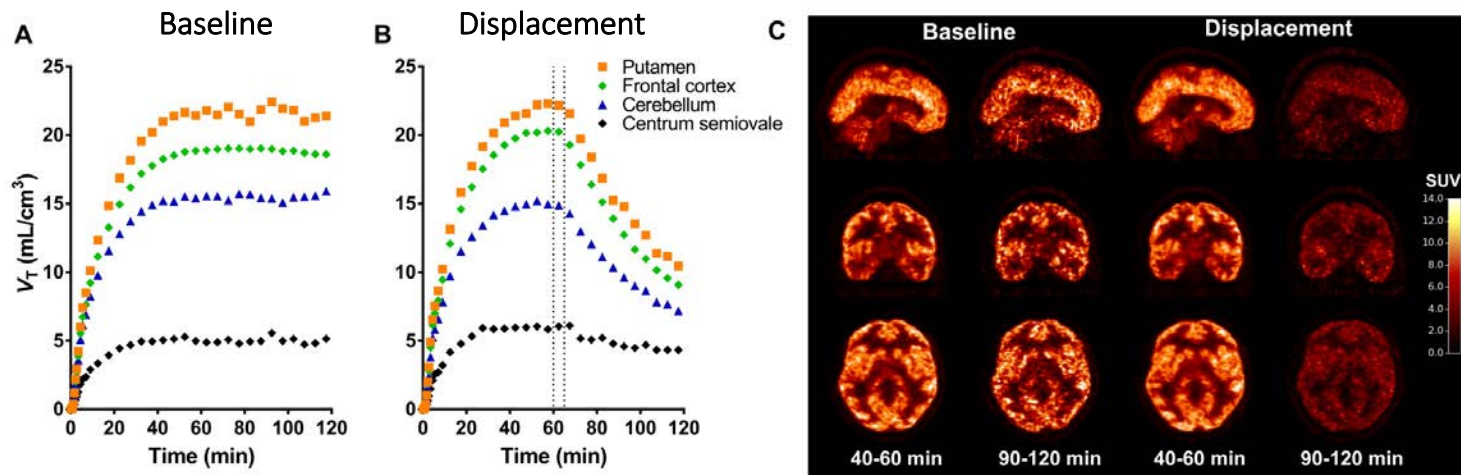 Baseline
Displacement
A
B
C
Baseline
Displacement
25
20
15
10
5
0
V_T (mL/cm³)
0 20 40 60 80 100 120
Time (min)
25
20
15
10
5
0
0 20 40 60 80 100 120
Time (min)
Putamen
Frontal cortex
Cerebellum
Centrum semiovale
40-60 min
90-120 min
40-60 min
90-120 min
SUV
14.0
12.0
10.0
8.0
6.0
4.0
2.0
0.0